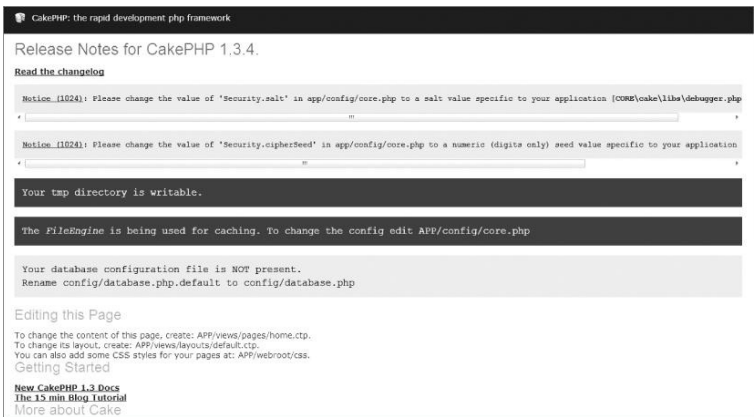 CakePHP: the rapid development php framework
Release Notes for CakePHP 1.3.4.
Read the changelog
Notice (1024): Please change the value of 'Security.salt' in app/config/core.php to a salt value specific to your application [CORE\cake\libs\debugger.php
Notice (1024): Please change the value of 'Security.cipherSeed' in app/config/core.php to a numeric (digits only) seed value specific to your application
Your tmp directory is writable.
The FileEngine is being used for caching. To change the config edit APP/config/core.php
Your database configuration file is NOT present.
Rename config/database.php.default to config/database.php
Editing this Page
To change the content of this page, create: APP/views/pages/home.ctp.
To change its layout, create: APP/views/layouts/default.ctp.
You can also add some CSS styles for your pages at: APP/webroot/css.
Getting Started
New CakePHP 1.3 Docs
The 15 min Blog Tutorial
More about Cake